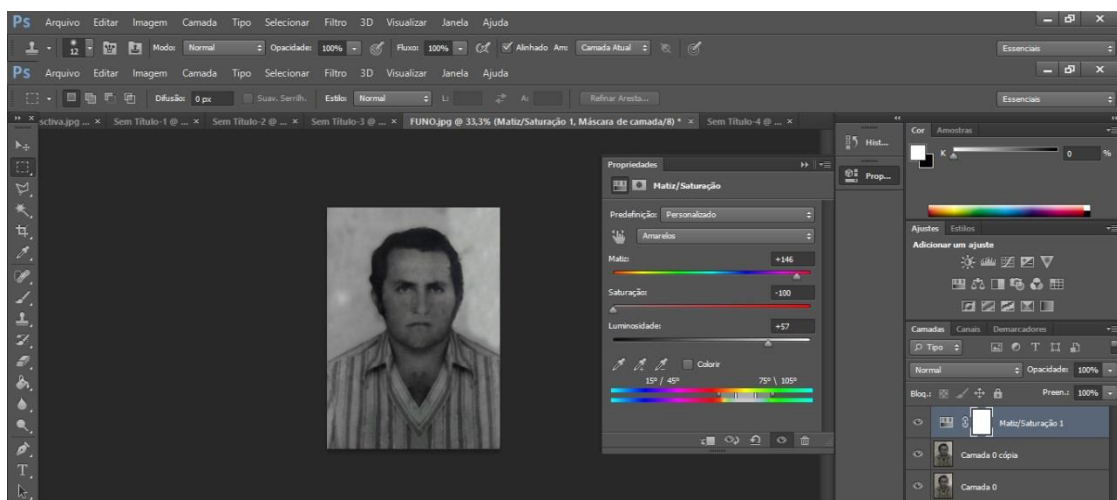 Ps Arquivo Editar Imagem Camada Tipo Selecionar Filtro 3D Visualizar Janela Ajuda
12 Modo: Normal Opacidade: 100% Fluxo: 100% Alinhado Am: Camada Atual Essenciais
Ps Arquivo Editar Imagem Camada Tipo Selecionar Filtro 3D Visualizar Janela Ajuda
Difusão: 0 px Suav. Serrilh. Estilo: Normal L: A: Refinar Aresta... Essenciais
sctiva.jpg ... × Sem Título-1 @ ... × Sem Título-2 @ ... × Sem Título-3 @ ... × FUNO.jpg @ 33,3% (Matiz/Saturação 1, Máscara de camada/8) * × Sem Título-4 @ ... ×
Hist...
Prop...
Propriedades
Matiz/Saturação
Predefinição: Personalizado
Amarelos
Matiz: +146
Saturação: -100
Luminosidade: +57
Colorir
15° / 45° 75° \ 105°
Cor Amostras
K 0 %
Ajustes Estilos
Adicionar um ajuste
Camadas Canais Demarcadores
Tipo
Normal Opacidade: 100%
Bloq.: Preen.: 100%
Matiz/Saturação 1
Camada 0 cópia
Camada 0